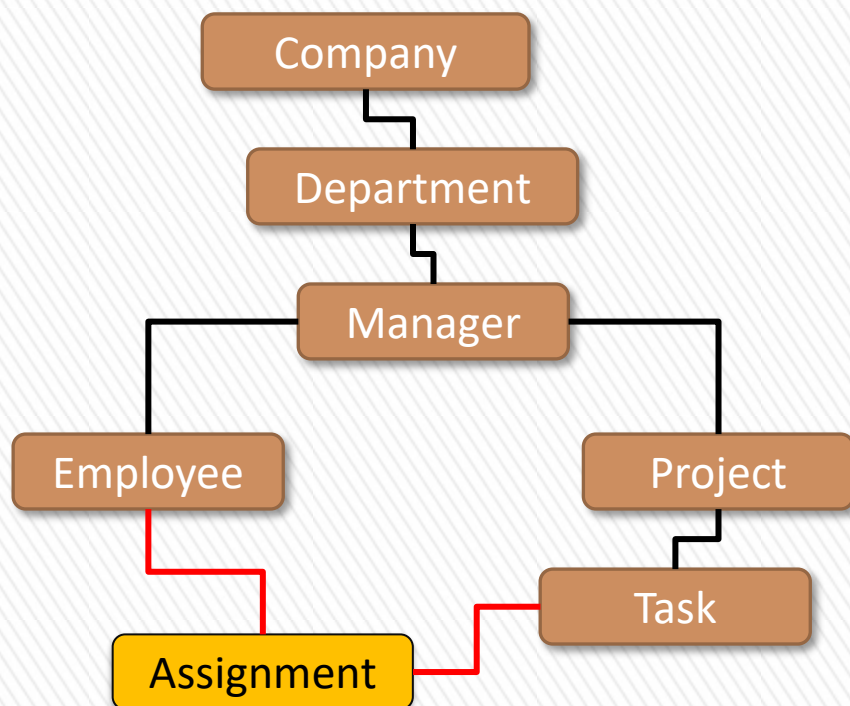 Company
Department
Manager
Employee
Project
Task
Assignment